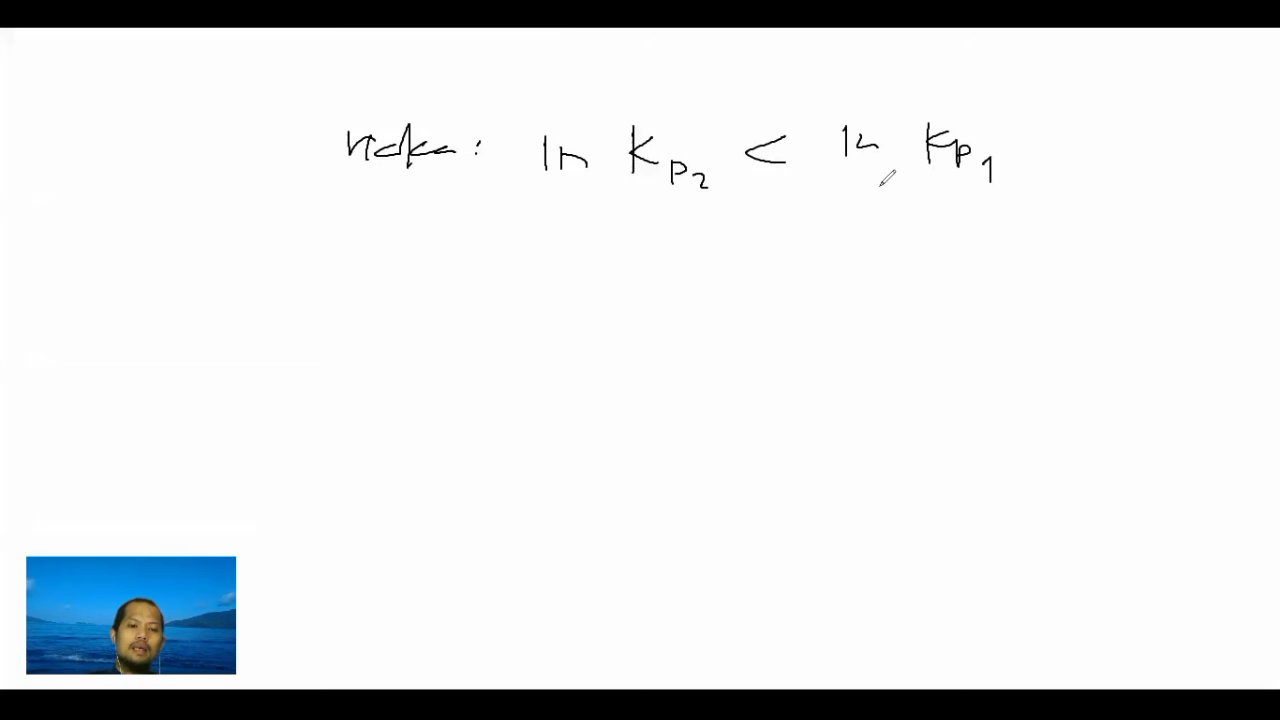 maka : ln Kp₂ < ln Kp₁